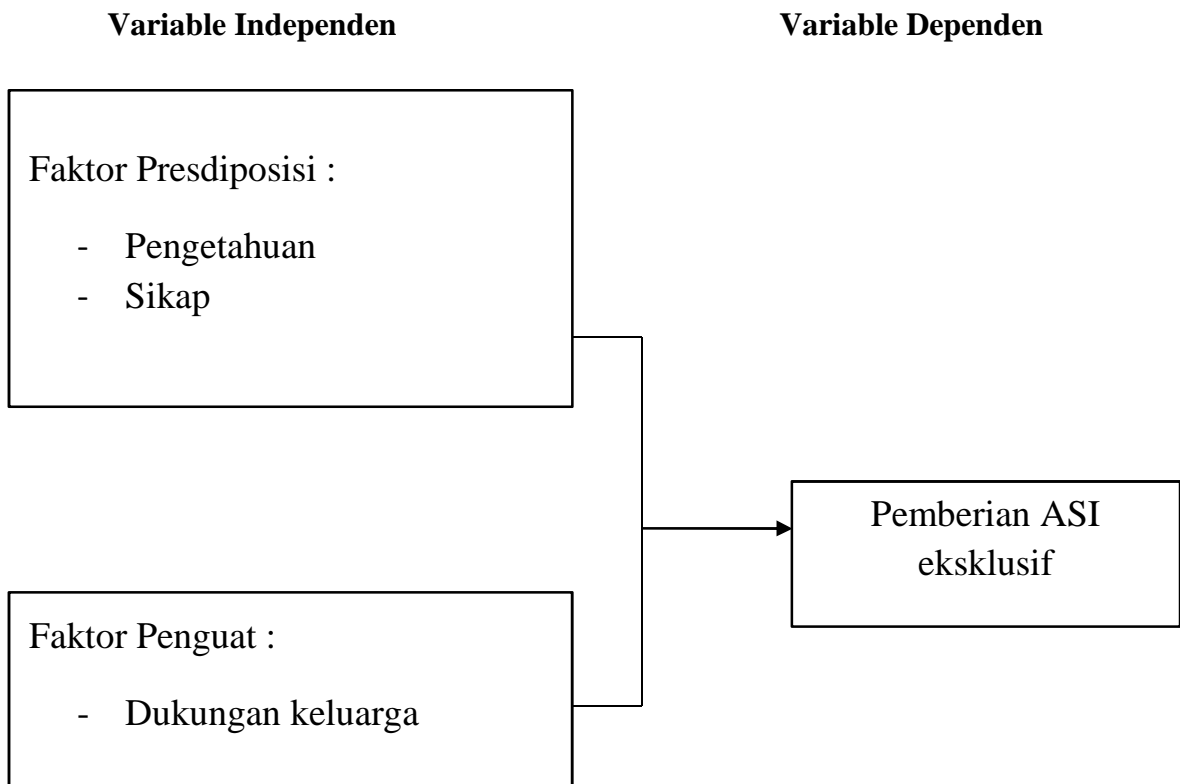 Variable Independen
Variable Dependen
Faktor Presdiposisi :
- Pengetahuan
- Sikap
Pemberian ASI
eksklusif
Faktor Penguat :
- Dukungan keluarga